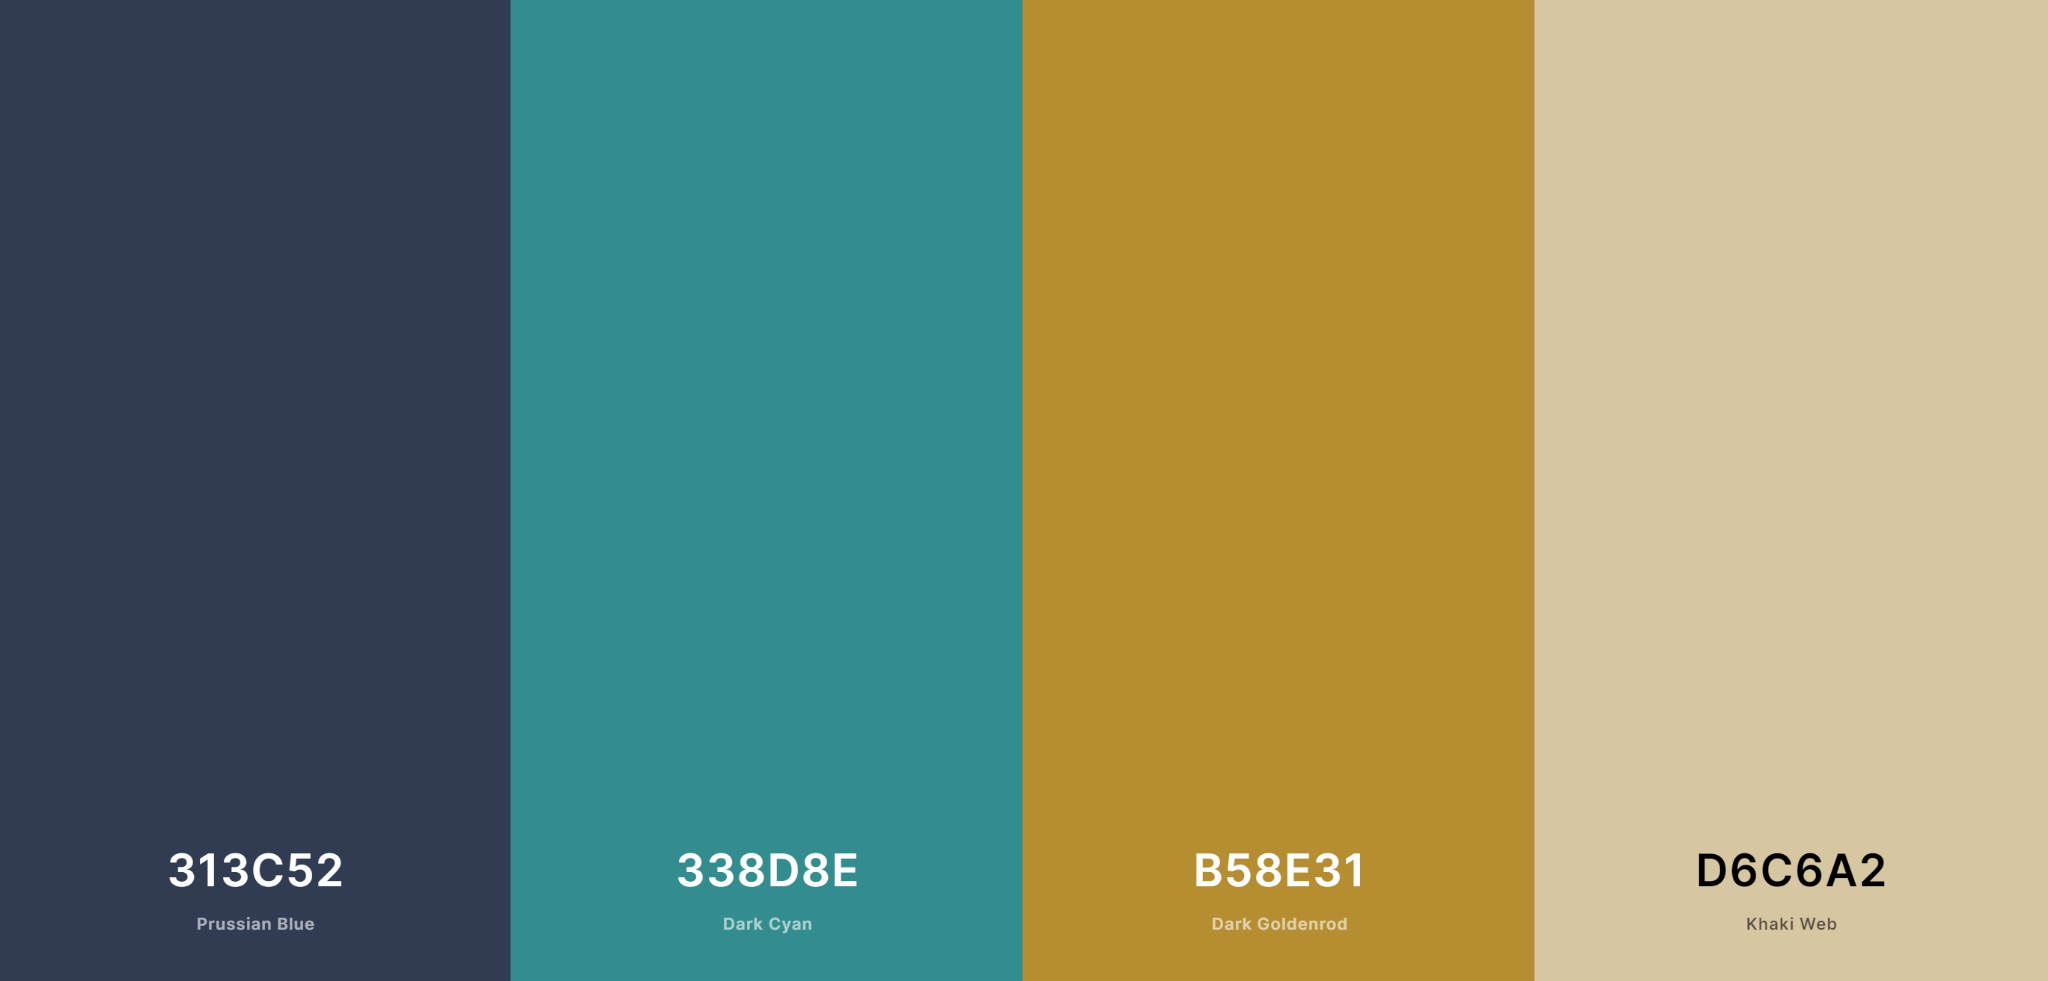 313C52
Prussian Blue
338D8E
Dark Cyan
B58E31
Dark Goldenrod
D6C6A2
Khaki Web